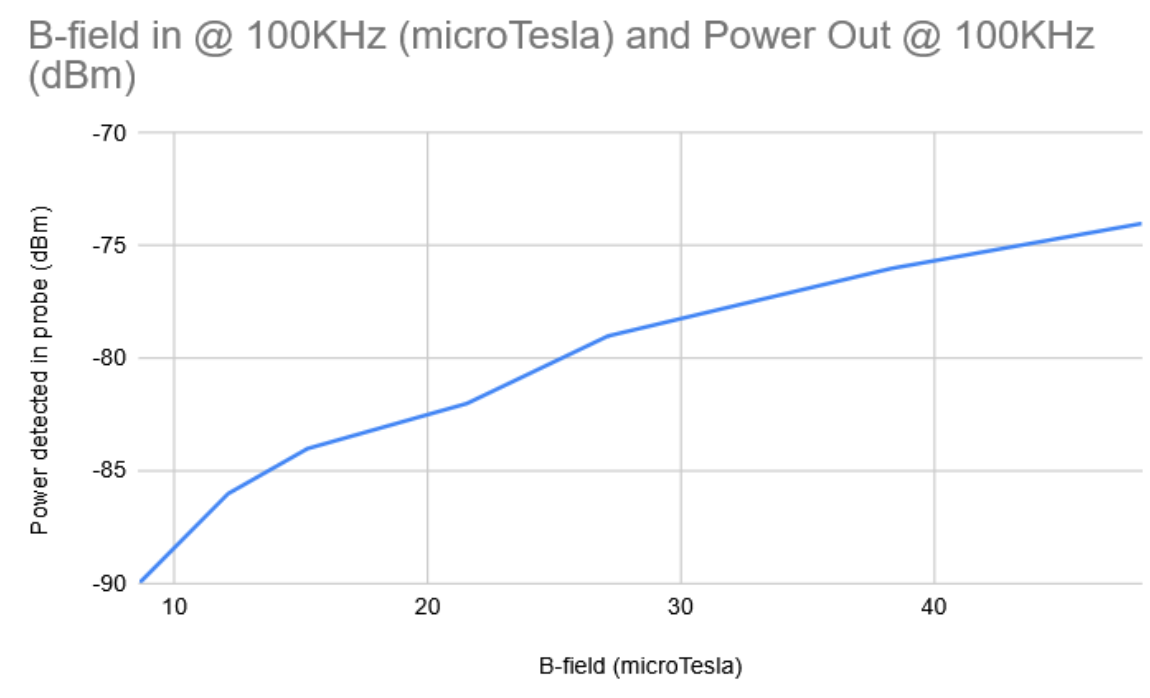 B-field in @ 100KHz (microTesla) and Power Out @ 100KHz
(dBm)
Power detected in probe (dBm)
-70
-75
-80
-85
-90
10 20 30 40
B-field (microTesla)